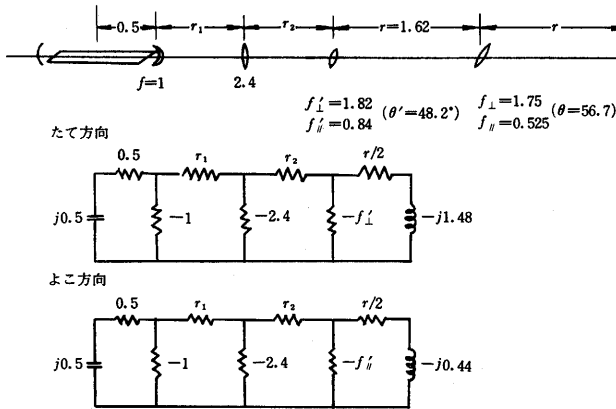 0.5 r₁ r₂ r=1.62 r
f=1 2.4
f′⊥=1.82 (θ′=48.2°) f⊥=1.75 (θ=56.7)
f′∥=0.84 f∥=0.525
たて方向
0.5 r₁ r₂ r/2
j0.5 −1 −2.4 −f′⊥ −j1.48
よこ方向
0.5 r₁ r₂ r/2
j0.5 −1 −2.4 −f′∥ −j0.44